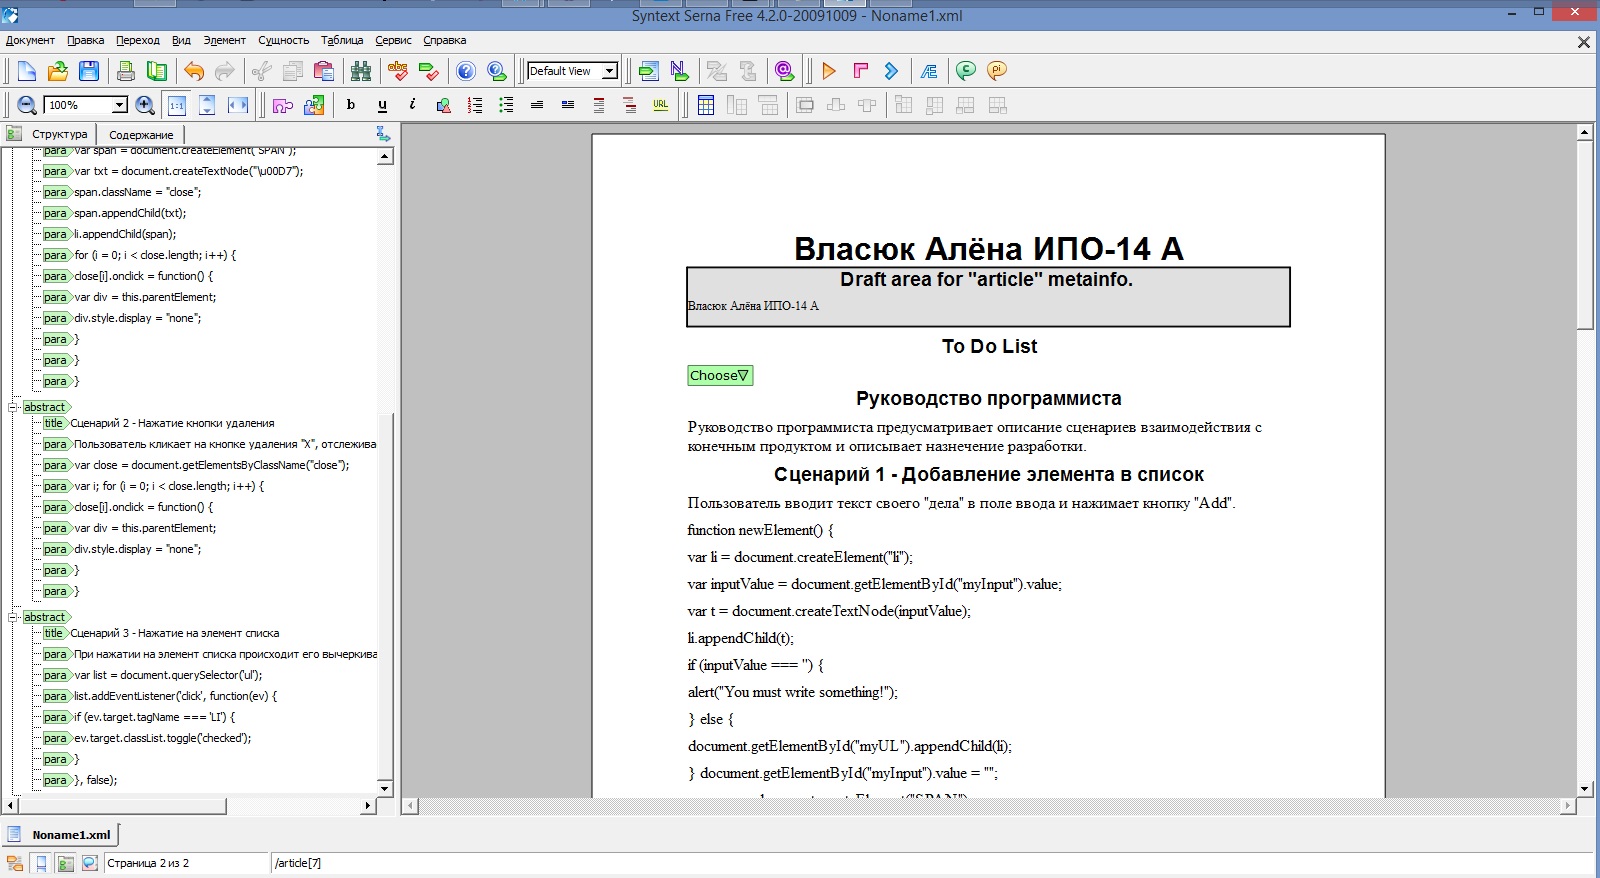 Syntext Serna Free 4.2.0-20091009 - Noname1.xml
Документ Правка Переход Вид Элемент Сущность Таблица Сервис Справка
abc Default View N Æ C pi
100% 1:1 b u i URL
Структура Содержание
para var span = document.createElement("SPAN");
para var txt = document.createTextNode("\u00D7");
para span.className = "close";
para span.appendChild(txt);
para li.appendChild(span);
para for (i = 0; i < close.length; i++) {
para close[i].onclick = function() {
para var div = this.parentElement;
para div.style.display = "none";
para }
para }
para }
abstract
title Сценарий 2 - Нажатие кнопки удаления
para Пользователь кликает на кнопке удаления "X", отслежива
para var close = document.getElementsByClassName("close");
para var i; for (i = 0; i < close.length; i++) {
para close[i].onclick = function() {
para var div = this.parentElement;
para div.style.display = "none";
para }
para }
abstract
title Сценарий 3 - Нажатие на элемент списка
para При нажатии на элемент списка происходит его вычеркива
para var list = document.querySelector('ul');
para list.addEventListener('click', function(ev) {
para if (ev.target.tagName === 'LI') {
para ev.target.classList.toggle('checked');
para }
para }, false);
Власюк Алёна ИПО-14 А
Draft area for "article" metainfo.
Власюк Алёна ИПО-14 А
To Do List
Choose
Руководство программиста
Руководство программиста предусматривает описание сценариев взаимодействия с
конечным продуктом и описывает назнечение разработки.
Сценарий 1 - Добавление элемента в список
Пользователь вводит текст своего "дела" в поле ввода и нажимает кнопку "Add".
function newElement() {
var li = document.createElement("li");
var inputValue = document.getElementById("myInput").value;
var t = document.createTextNode(inputValue);
li.appendChild(t);
if (inputValue === '') {
alert("You must write something!");
} else {
document.getElementById("myUL").appendChild(li);
} document.getElementById("myInput").value = "";
Noname1.xml
Страница 2 из 2 /article[7]